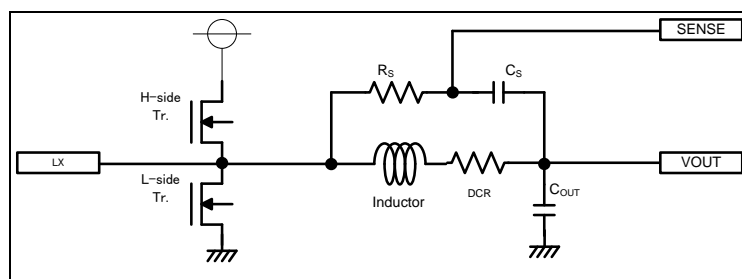 SENSE
RS
CS
H-side
Tr.
LX
VOUT
L-side
Tr.
Inductor
DCR
COUT